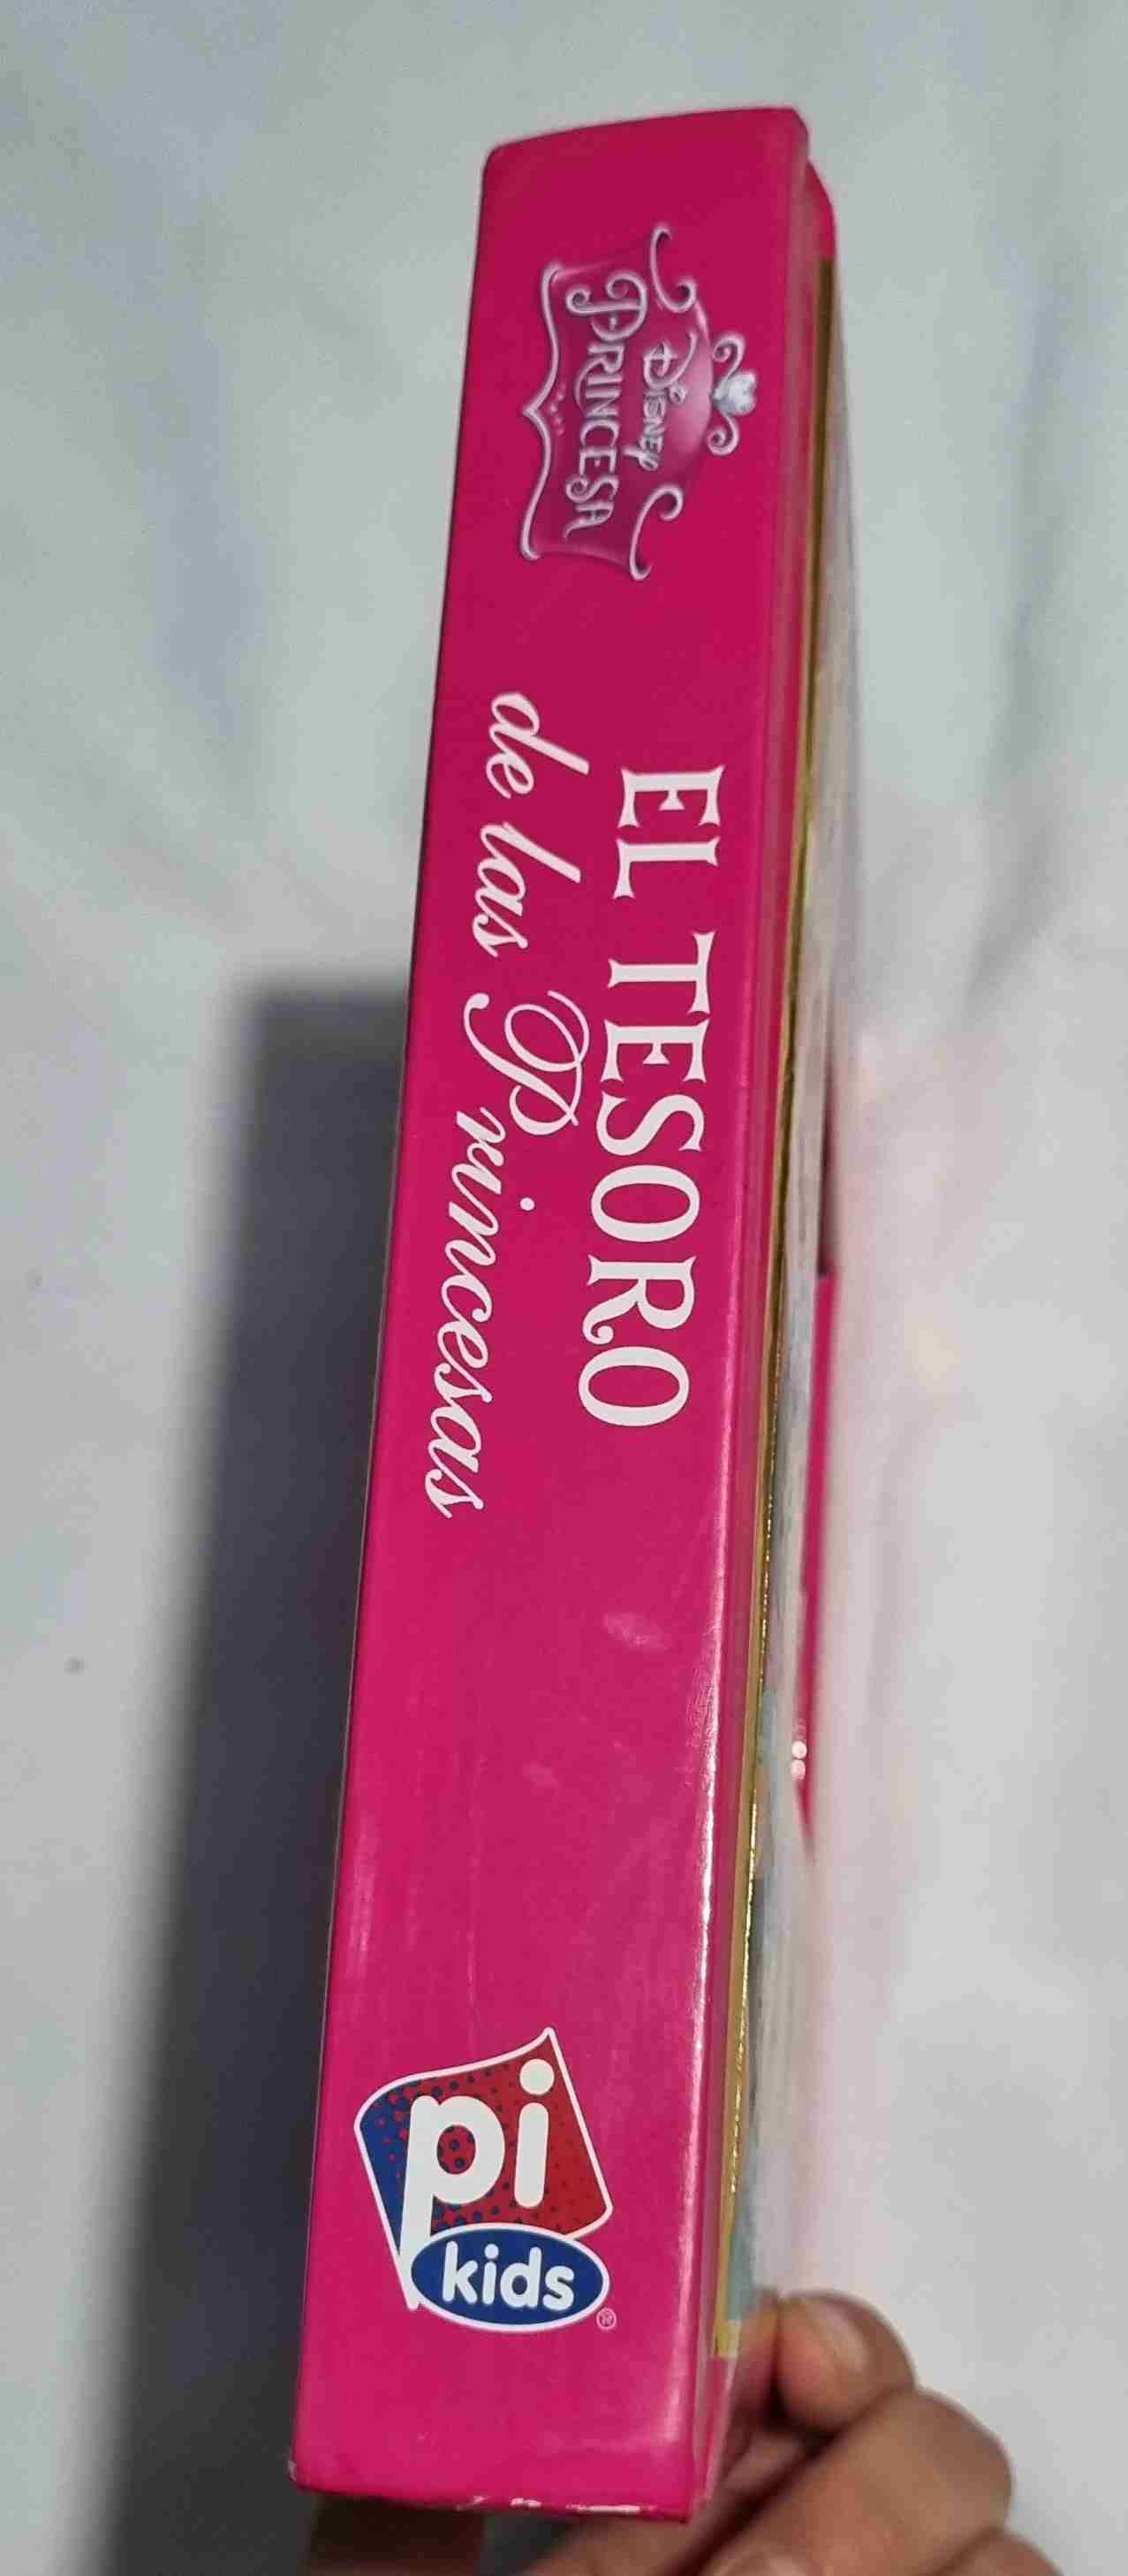 Disney
PRINCESA
EL TESORO
de las Princesas
pi
kids®